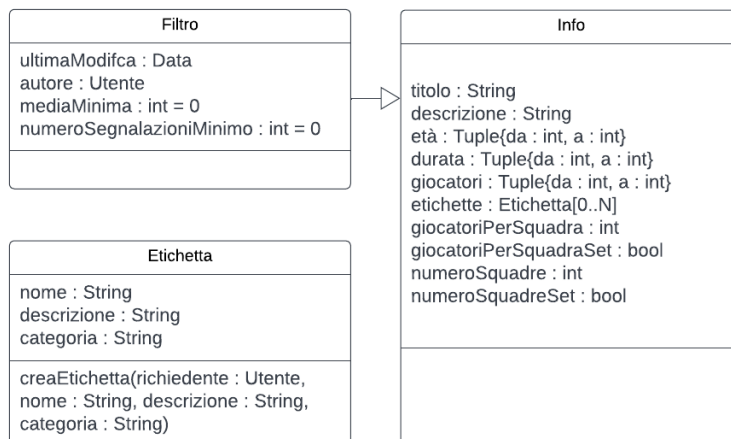 Filtro
ultimaModifca : Data
autore : Utente
mediaMinima : int = 0
numeroSegnalazioniMinimo : int = 0
Info
titolo : String
descrizione : String
età : Tuple{da : int, a : int}
durata : Tuple{da : int, a : int}
giocatori : Tuple{da : int, a : int}
etichette : Etichetta[0..N]
giocatoriPerSquadra : int
giocatoriPerSquadraSet : bool
numeroSquadre : int
numeroSquadreSet : bool
Etichetta
nome : String
descrizione : String
categoria : String
creaEtichetta(richiedente : Utente,
nome : String, descrizione : String,
categoria : String)